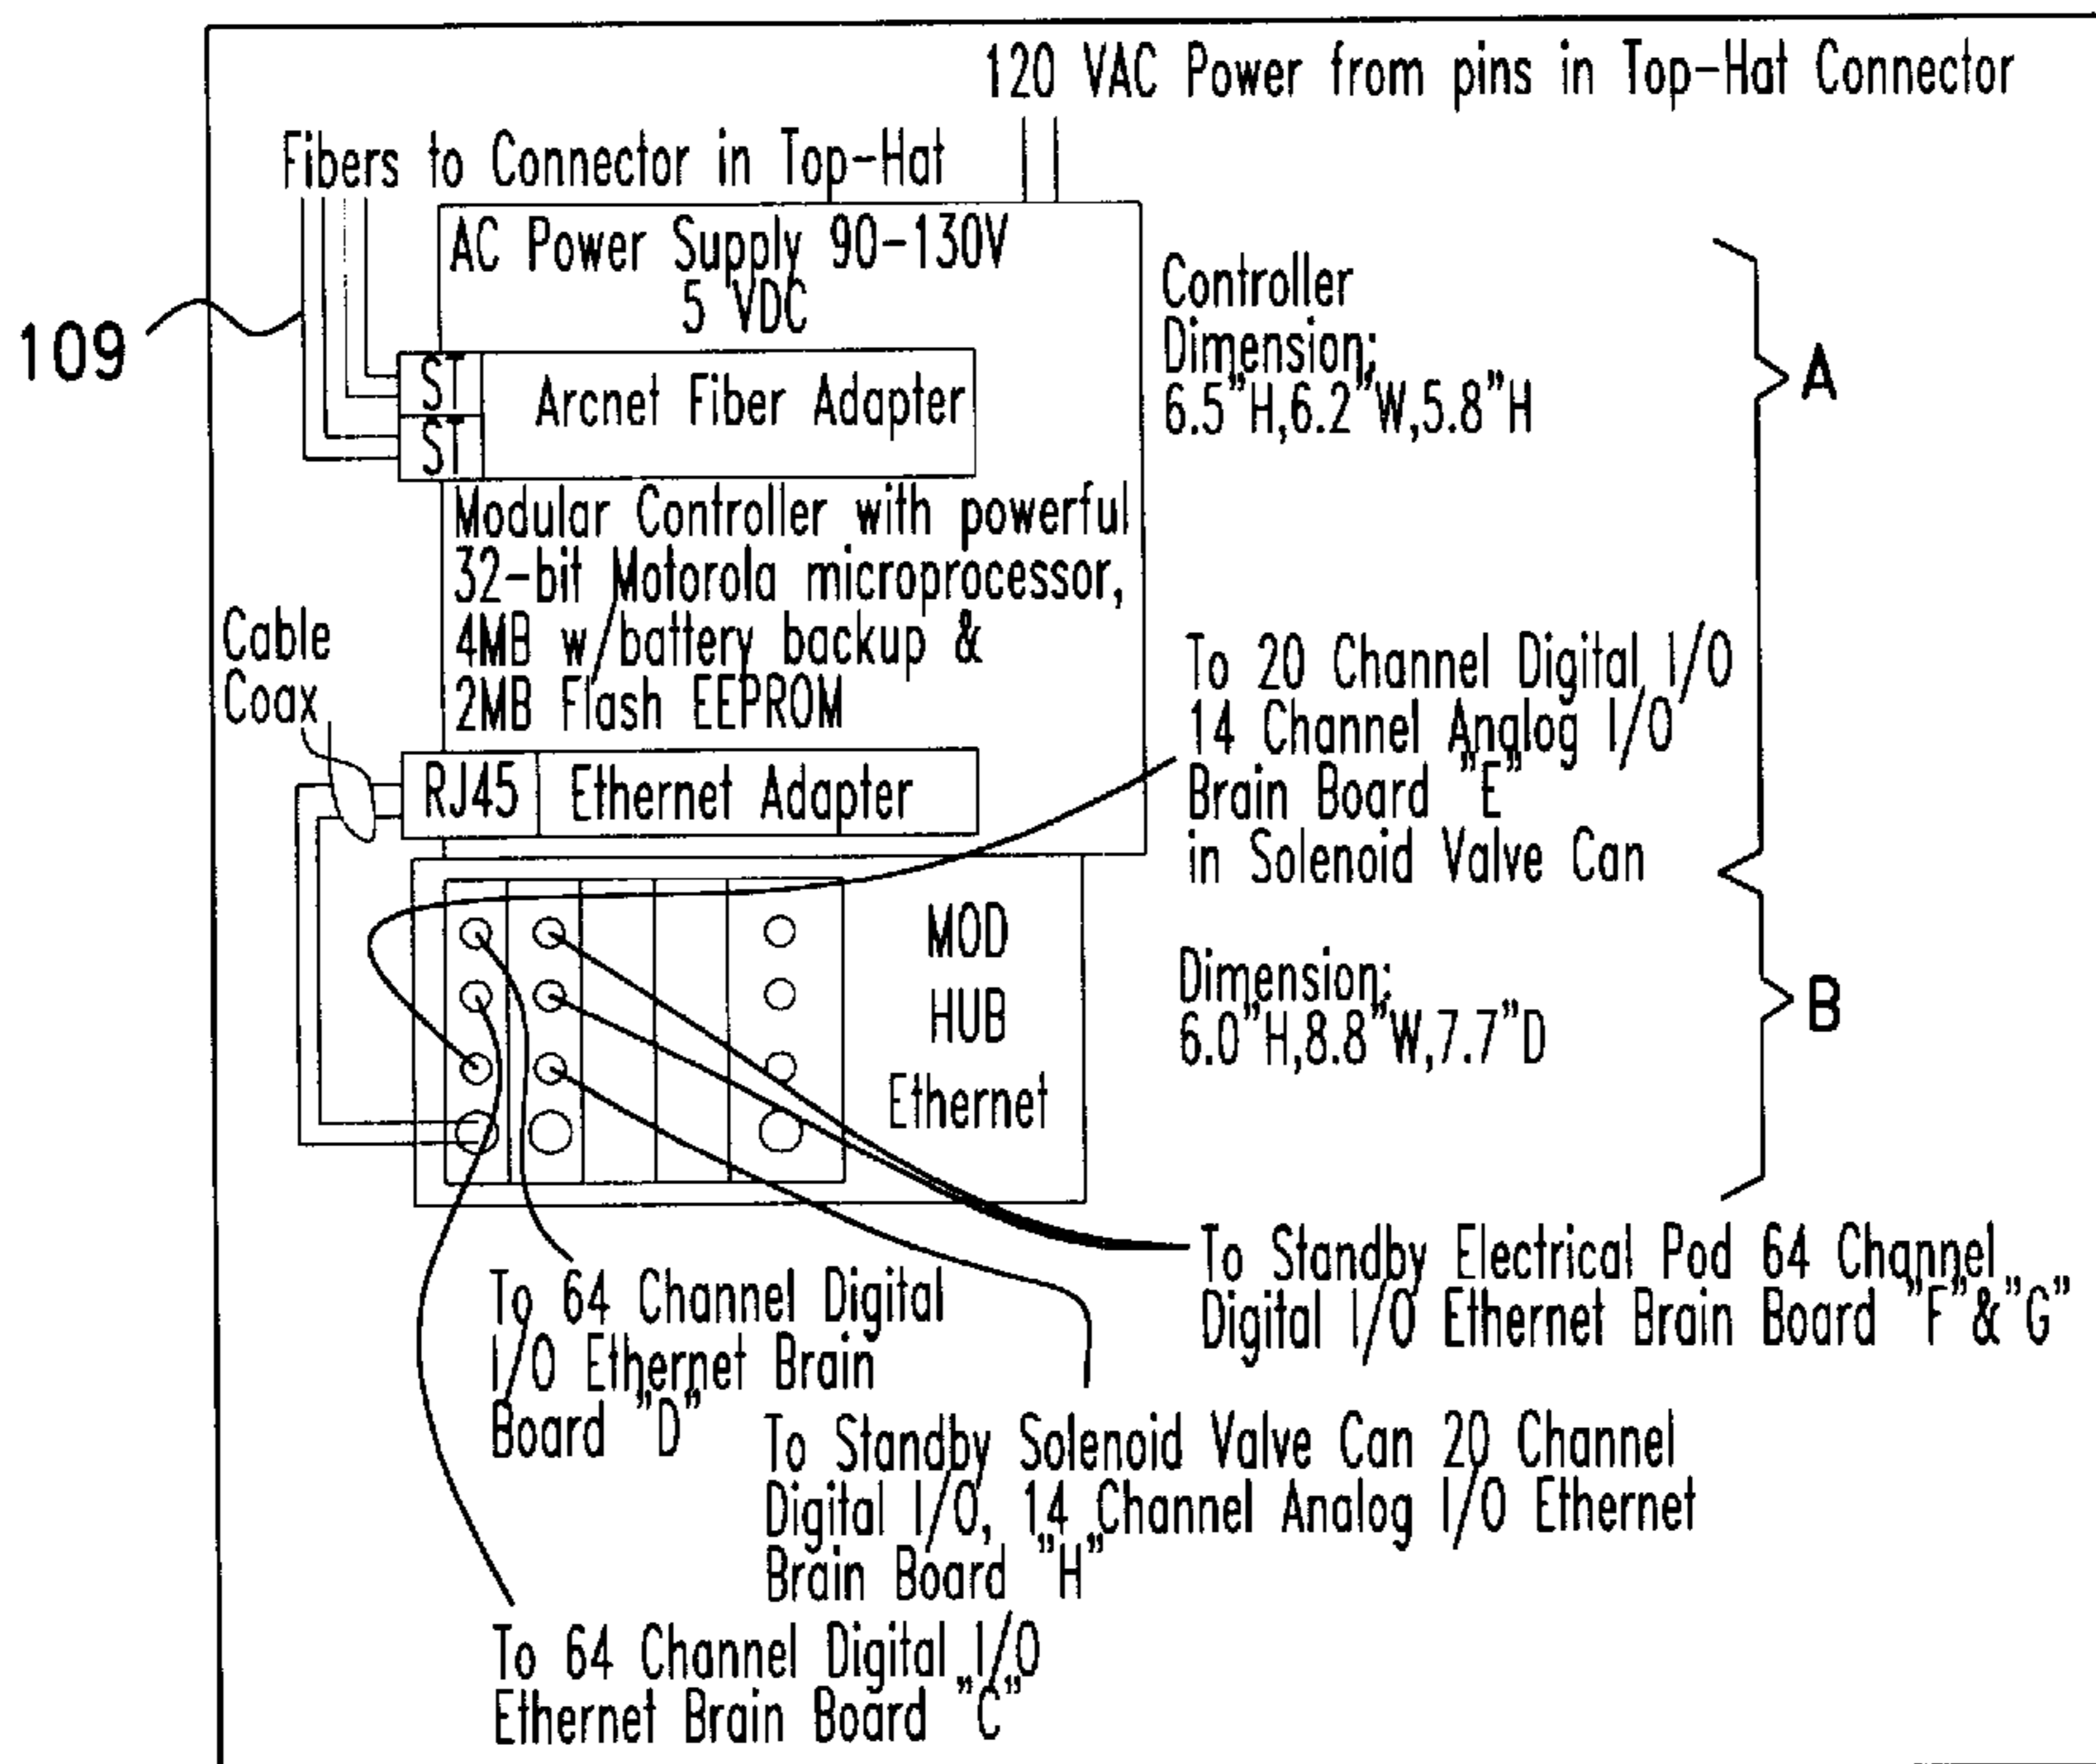 120 VAC Power from pins in Top-Hat Connector
Fibers to Connector in Top-Hat
AC Power Supply 90-130V
5 VDC
109
ST
ST
Arcnet Fiber Adapter
Controller
Dimension;
6.5"H,6.2"W,5.8"H
A
Modular Controller with powerful
32-bit Motorola microprocessor,
4MB w/battery backup &
2MB Flash EEPROM
Cable
Coax
RJ45
Ethernet Adapter
To 20 Channel Digital I/O
14 Channel Analog I/O
Brain Board "E"
in Solenoid Valve Can
MOD
HUB
Ethernet
Dimension;
6.0"H,8.8"W,7.7"D
B
To Standby Electrical Pod 64 Channel
Digital I/O Ethernet Brain Board "F"&"G"
To 64 Channel Digital
I/O Ethernet Brain
Board "D"
To Standby Solenoid Valve Can 20 Channel
Digital I/O, 14 Channel Analog I/O Ethernet
Brain Board "H"
To 64 Channel Digital I/O
Ethernet Brain Board "C"